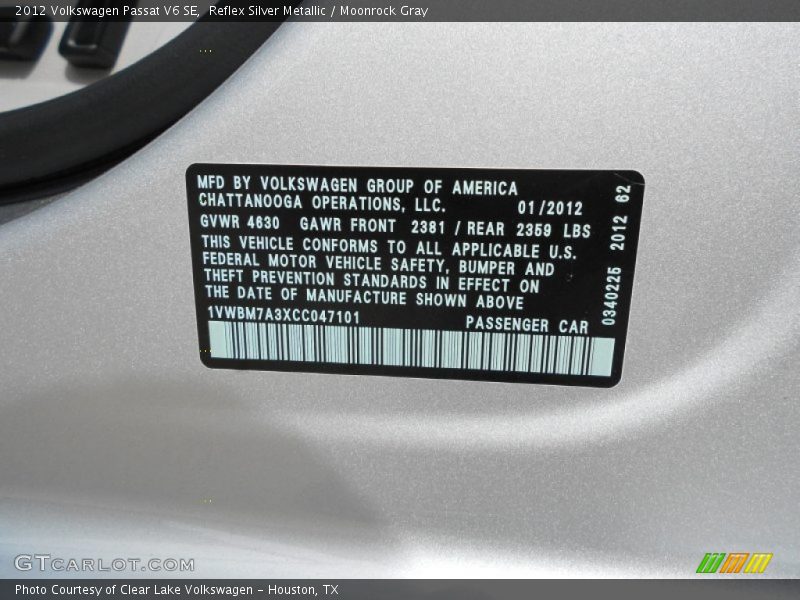 2012 Volkswagen Passat V6 SE, Reflex Silver Metallic / Moonrock Gray
MFD BY VOLKSWAGEN GROUP OF AMERICA
CHATTANOOGA OPERATIONS, LLC. 01/2012
GVWR 4630 GAWR FRONT 2381 / REAR 2359 LBS
THIS VEHICLE CONFORMS TO ALL APPLICABLE U.S.
FEDERAL MOTOR VEHICLE SAFETY, BUMPER AND
THEFT PREVENTION STANDARDS IN EFFECT ON
THE DATE OF MANUFACTURE SHOWN ABOVE
1VWBM7A3XCC047101 PASSENGER CAR
0340225 2012 62
GTCARLOT.COM
Photo Courtesy of Clear Lake Volkswagen - Houston, TX